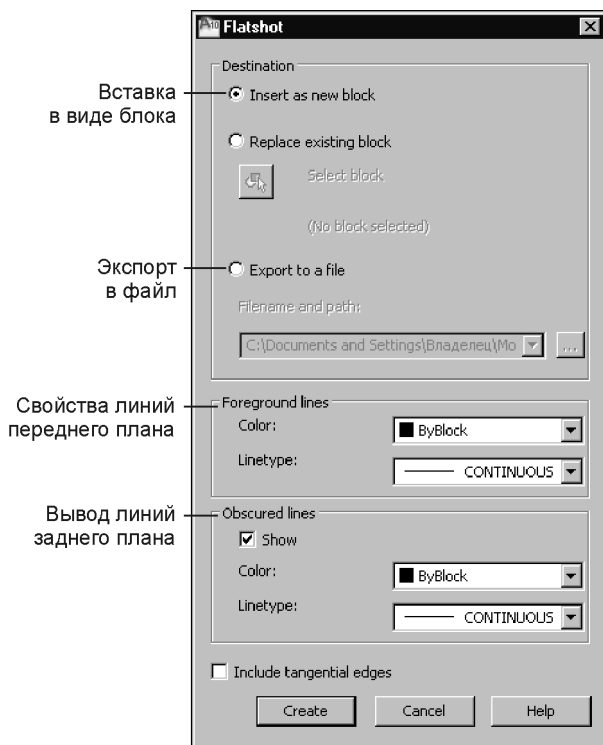 A10 Flatshot
Destination
Вставка
в виде блока
Insert as new block
Replace existing block
Select block
(No block selected)
Экспорт
в файл
Export to a file
Filename and path:
C:\Documents and Settings\Владелец\Мо
...
Свойства линий
переднего плана
Foreground lines
Color:
ByBlock
Linetype:
CONTINUOUS
Вывод линий
заднего плана
Obscured lines
Show
Color:
ByBlock
Linetype:
CONTINUOUS
Include tangential edges
Create
Cancel
Help